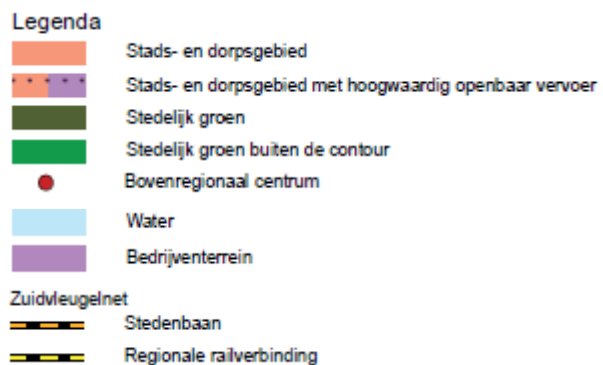 Legenda
Stads- en dorpsgebied
Stads- en dorpsgebied met hoogwaardig openbaar vervoer
Stedelijk groen
Stedelijk groen buiten de contour
Bovenregionaal centrum
Water
Bedrijventerrein
Zuidvleugelnet
Stedenbaan
Regionale railverbinding